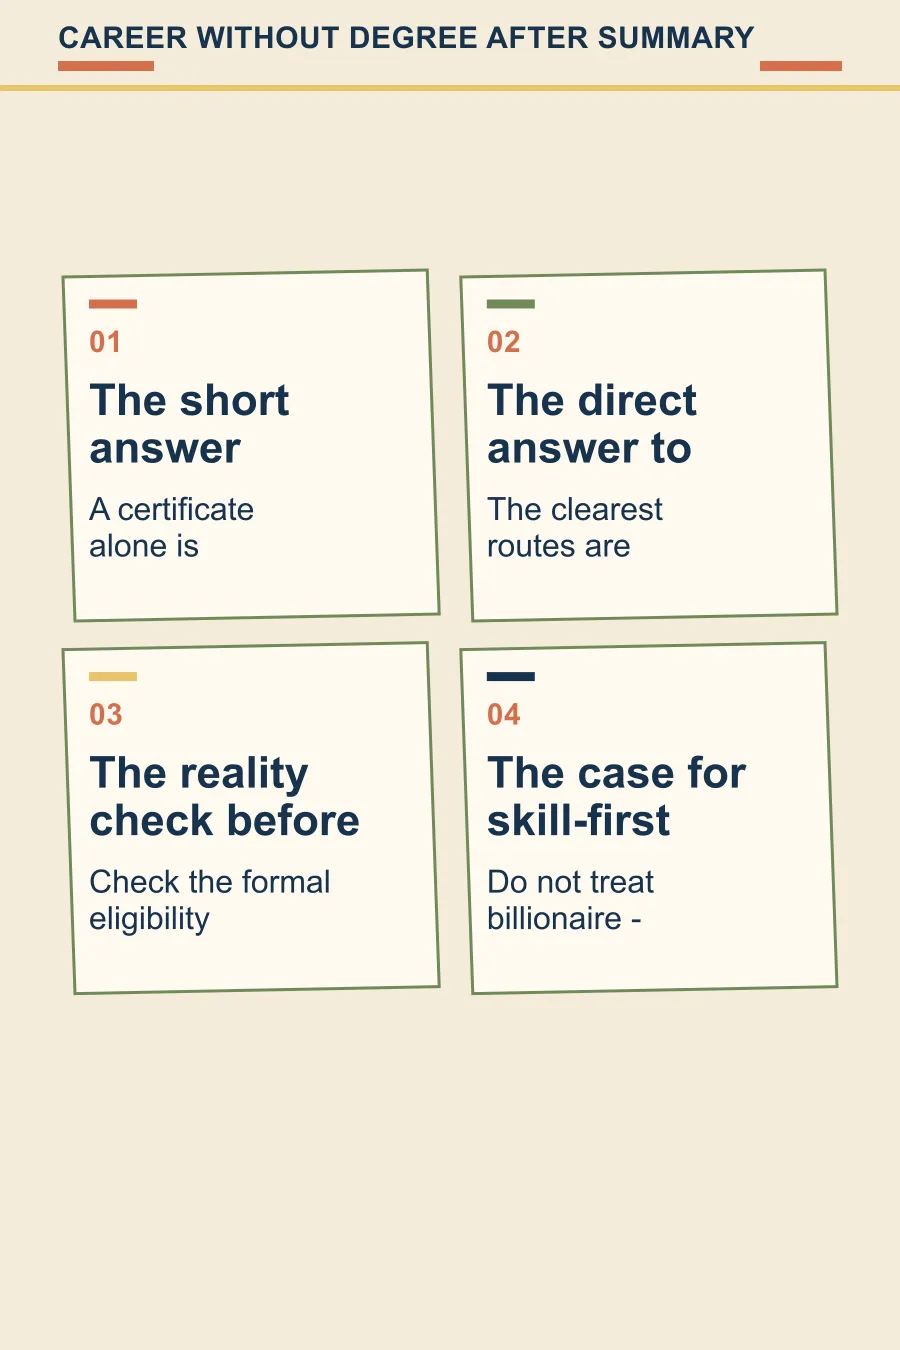 CAREER WITHOUT DEGREE AFTER SUMMARY
01
The short
answer
A certificate
alone is
02
The direct
answer to
The clearest
routes are
03
The reality
check before
Check the formal
eligibility
04
The case for
skill-first
Do not treat
billionaire -